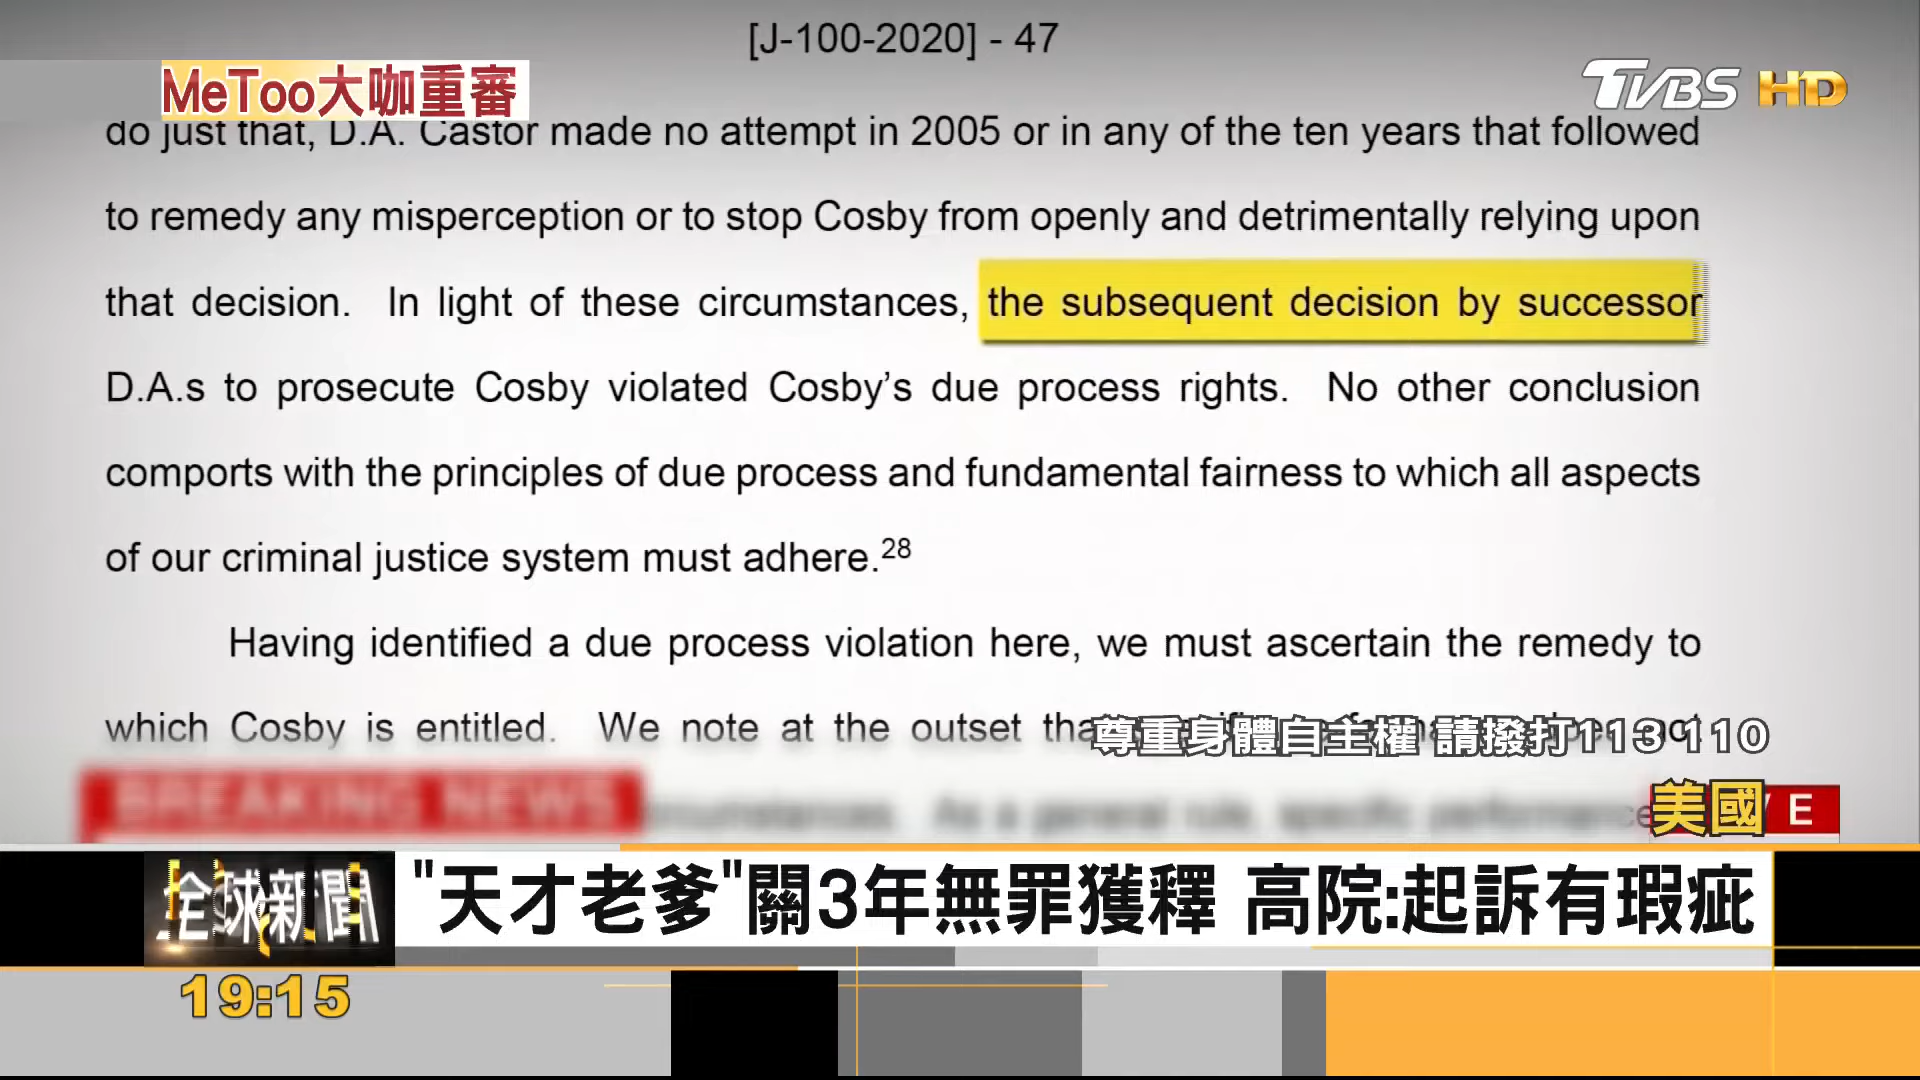 [J-100-2020] - 47
MeToo大咖重審
TVBS HD
do just that, D.A. Castor made no attempt in 2005 or in any of the ten years that followed
to remedy any misperception or to stop Cosby from openly and detrimentally relying upon
that decision. In light of these circumstances, the subsequent decision by successor
D.A.s to prosecute Cosby violated Cosby’s due process rights. No other conclusion
comports with the principles of due process and fundamental fairness to which all aspects
of our criminal justice system must adhere.28
Having identified a due process violation here, we must ascertain the remedy to
which Cosby is entitled. We note at the outset
尊重身體自主權 請撥打113 110
BREAKING NEWS
As a general rule, specific performance
美國
全球新聞
"天才老爹"關3年無罪獲釋 高院:起訴有瑕疵
19:15